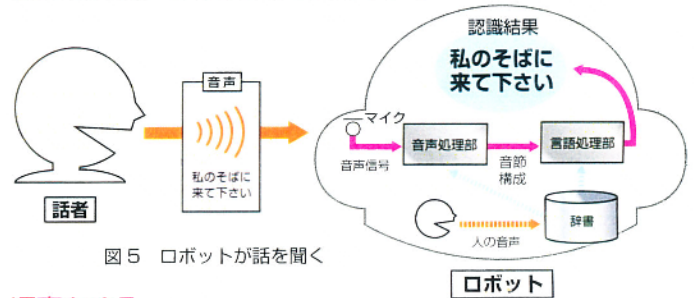 認識結果
私のそばに
来て下さい
音声
マイク
音声処理部
言語処理部
音声信号
音節
構成
私のそばに
来て下さい
話者
辞書
人の音声
図5 ロボットが話を聞く
ロボット